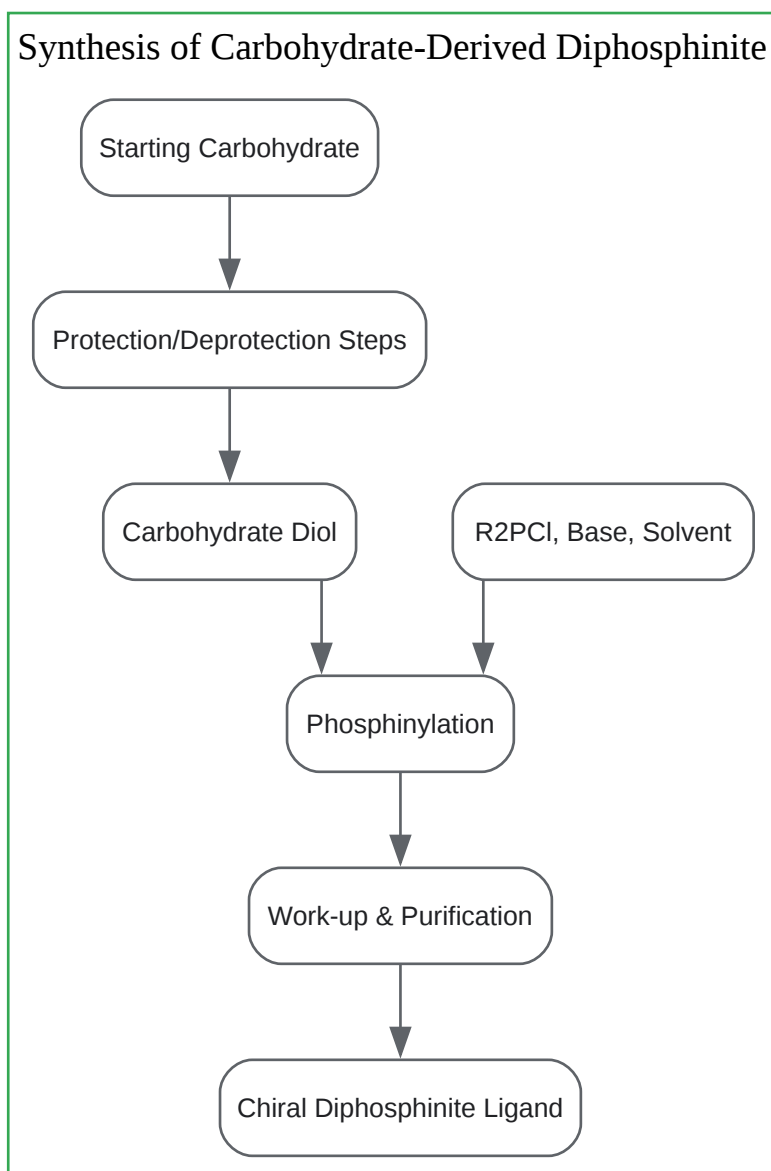 Synthesis of Carbohydrate-Derived Diphosphinite
Starting Carbohydrate
Protection/Deprotection Steps
Carbohydrate Diol
R2PCl, Base, Solvent
Phosphinylation
Work-up & Purification
Chiral Diphosphinite Ligand